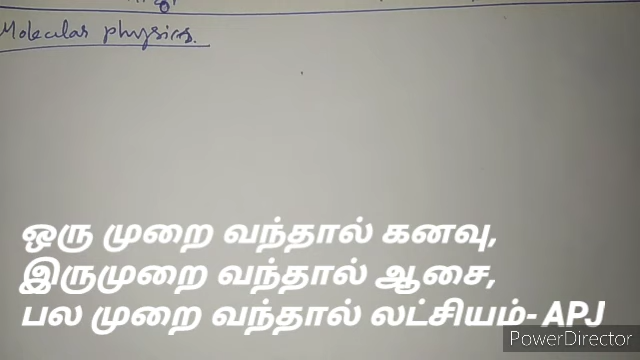 Molecular physics.
ஒரு முறை வந்தால் கனவு,
இருமுறை வந்தால் ஆசை,
பல முறை வந்தால் லட்சியம்- APJ
PowerDirector